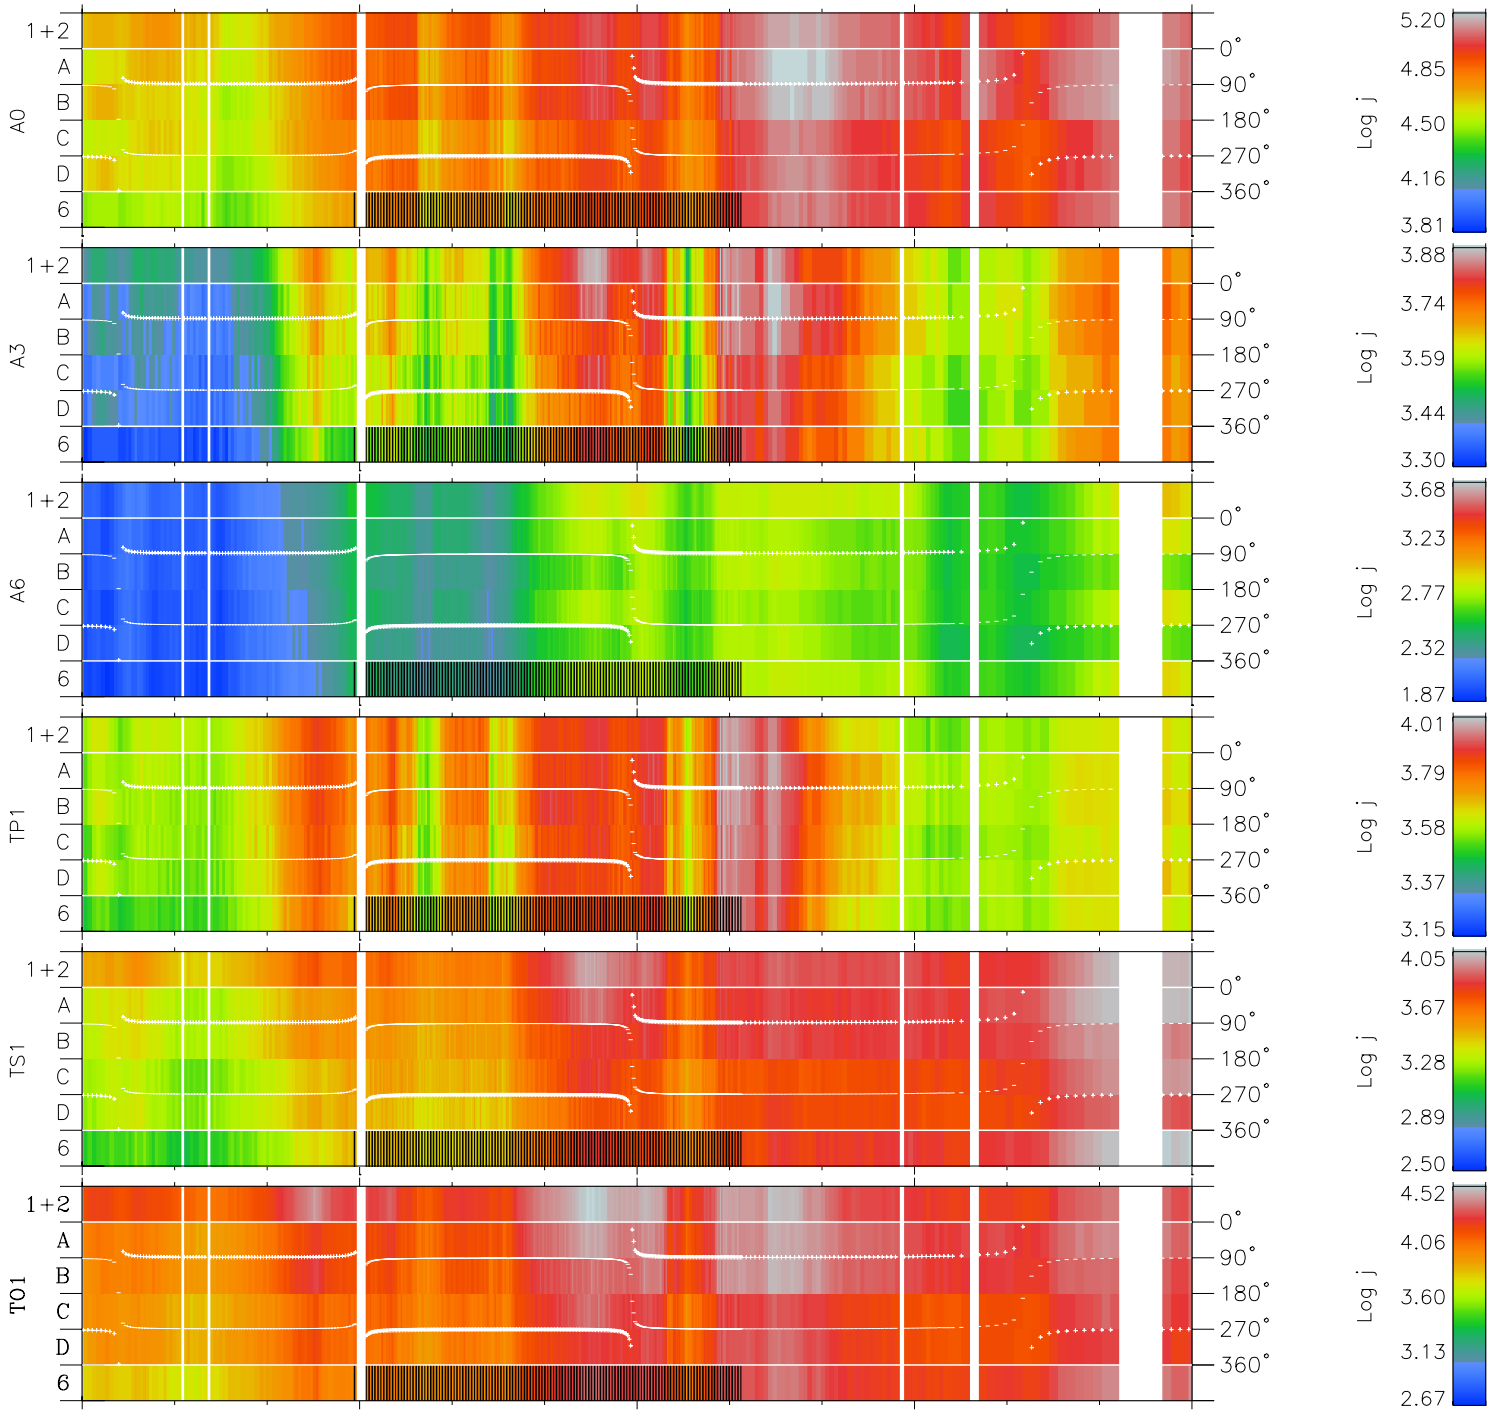 A0
1+2
A
B
C
D
6
0°
90°
180°
270°
360°
Log j
5.20
4.85
4.50
4.16
3.81
A3
1+2
A
B
C
D
6
0°
90°
180°
270°
360°
Log j
3.88
3.74
3.59
3.44
3.30
A6
1+2
A
B
C
D
6
0°
90°
180°
270°
360°
Log j
3.68
3.23
2.77
2.32
1.87
TP1
1+2
A
B
C
D
6
0°
90°
180°
270°
360°
Log j
4.01
3.79
3.58
3.37
3.15
TS1
1+2
A
B
C
D
6
0°
90°
180°
270°
360°
Log j
4.05
3.67
3.28
2.89
2.50
TO1
1+2
A
B
C
D
6
0°
90°
180°
270°
360°
Log j
4.52
4.06
3.60
3.13
2.67